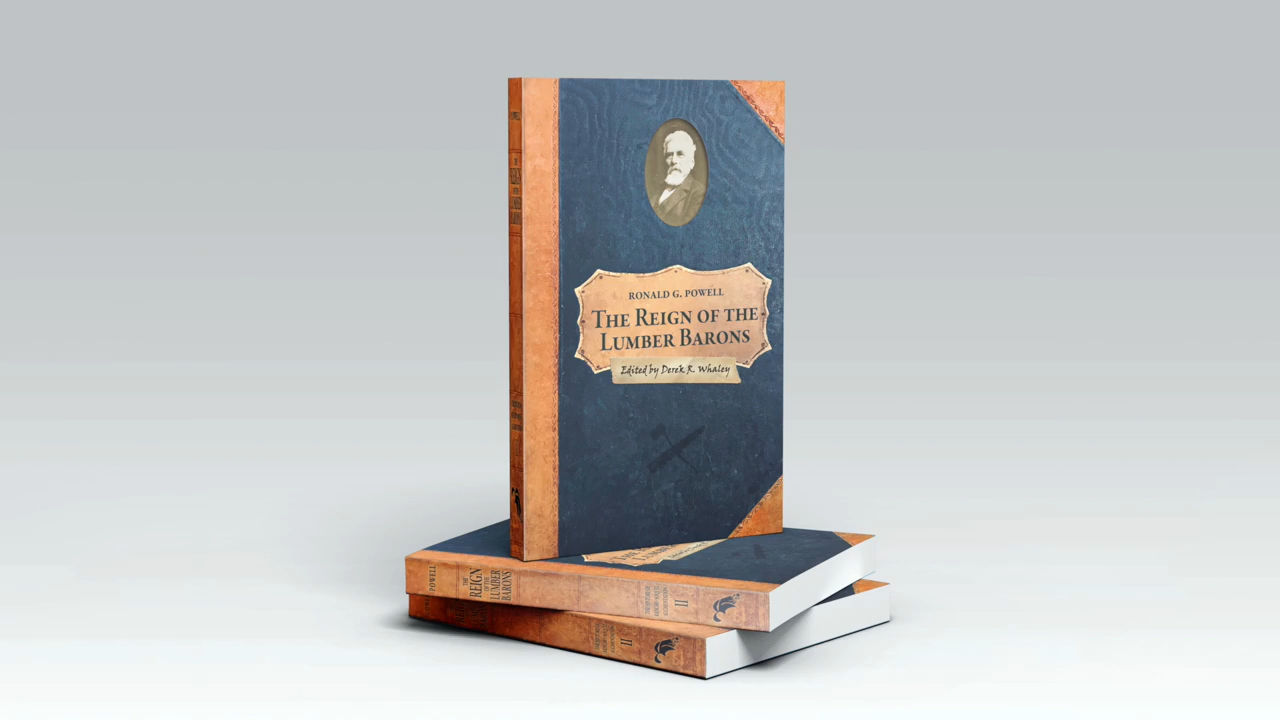 RONALD G. POWELL
THE REIGN OF THE
LUMBER BARONS
Edited by Derek R. Whaley
POWELL
THE
REIGN
OF THE
LUMBER
BARONS
II
II